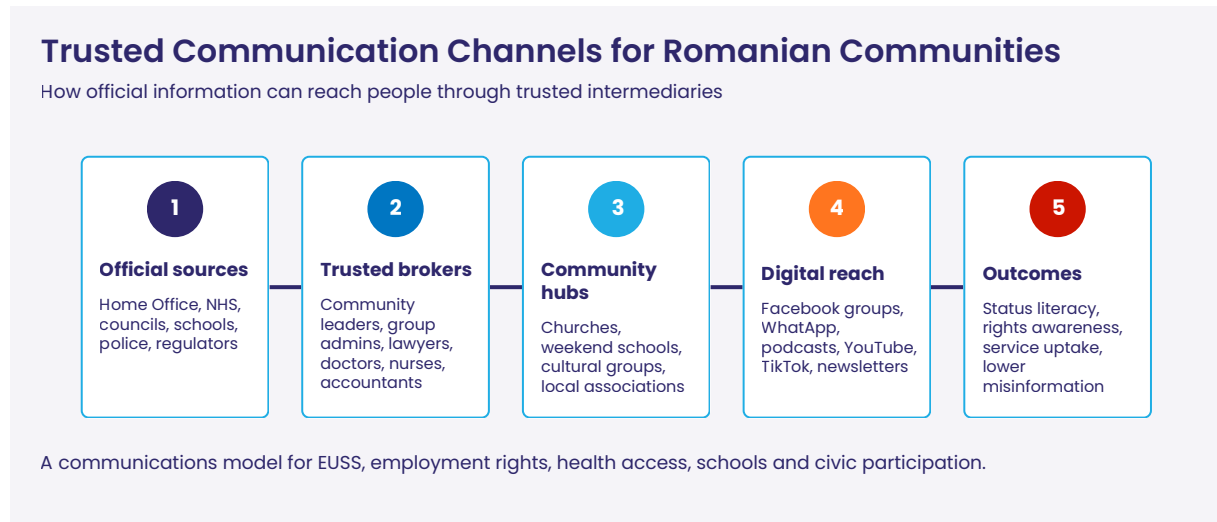 Trusted Communication Channels for Romanian Communities
How official information can reach people through trusted intermediaries
1
Official sources
Home Office, NHS,
councils, schools,
police, regulators
2
Trusted brokers
Community
leaders, group
admins, lawyers,
doctors, nurses,
accountants
3
Community
hubs
Churches,
weekend schools,
cultural groups,
local associations
4
Digital reach
Facebook groups,
WhatApp,
podcasts, YouTube,
TikTok, newsletters
5
Outcomes
Status literacy,
rights awareness,
service uptake,
lower
misinformation
A communications model for EUSS, employment rights, health access, schools and civic participation.